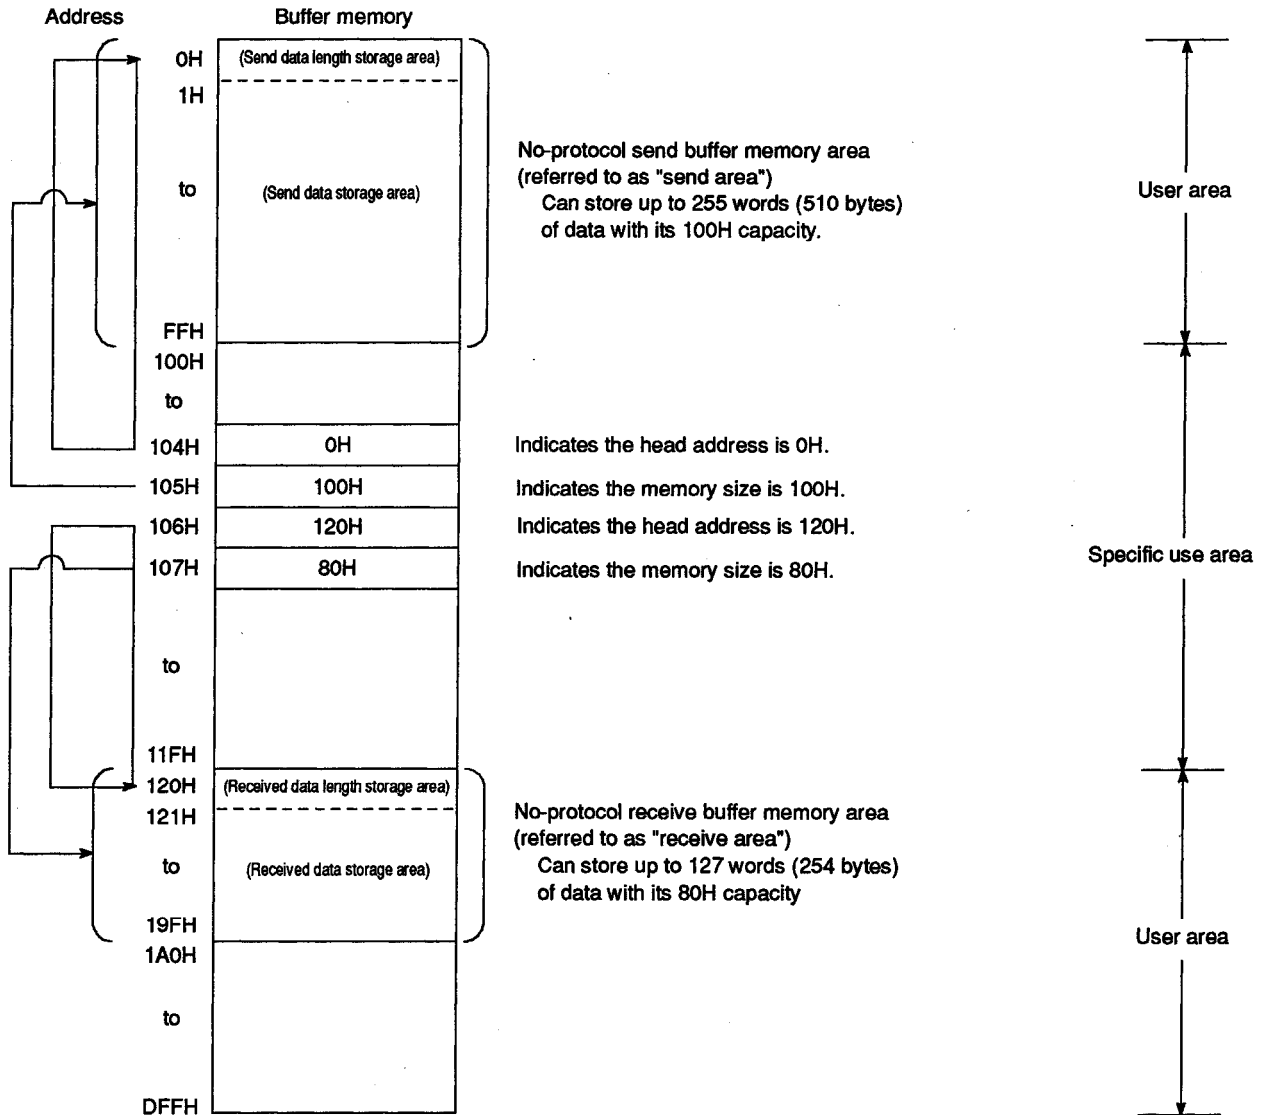 Address
Buffer memory
0H
(Send data length storage area)
1H
to
(Send data storage area)
No-protocol send buffer memory area
(referred to as "send area")
Can store up to 255 words (510 bytes)
of data with its 100H capacity.
User area
FFH
100H
to
104H
0H
Indicates the head address is 0H.
105H
100H
Indicates the memory size is 100H.
106H
120H
Indicates the head address is 120H.
107H
80H
Indicates the memory size is 80H.
Specific use area
to
11FH
120H
(Received data length storage area)
121H
to
(Received data storage area)
No-protocol receive buffer memory area
(referred to as "receive area")
Can store up to 127 words (254 bytes)
of data with its 80H capacity
19FH
1A0H
User area
to
DFFH